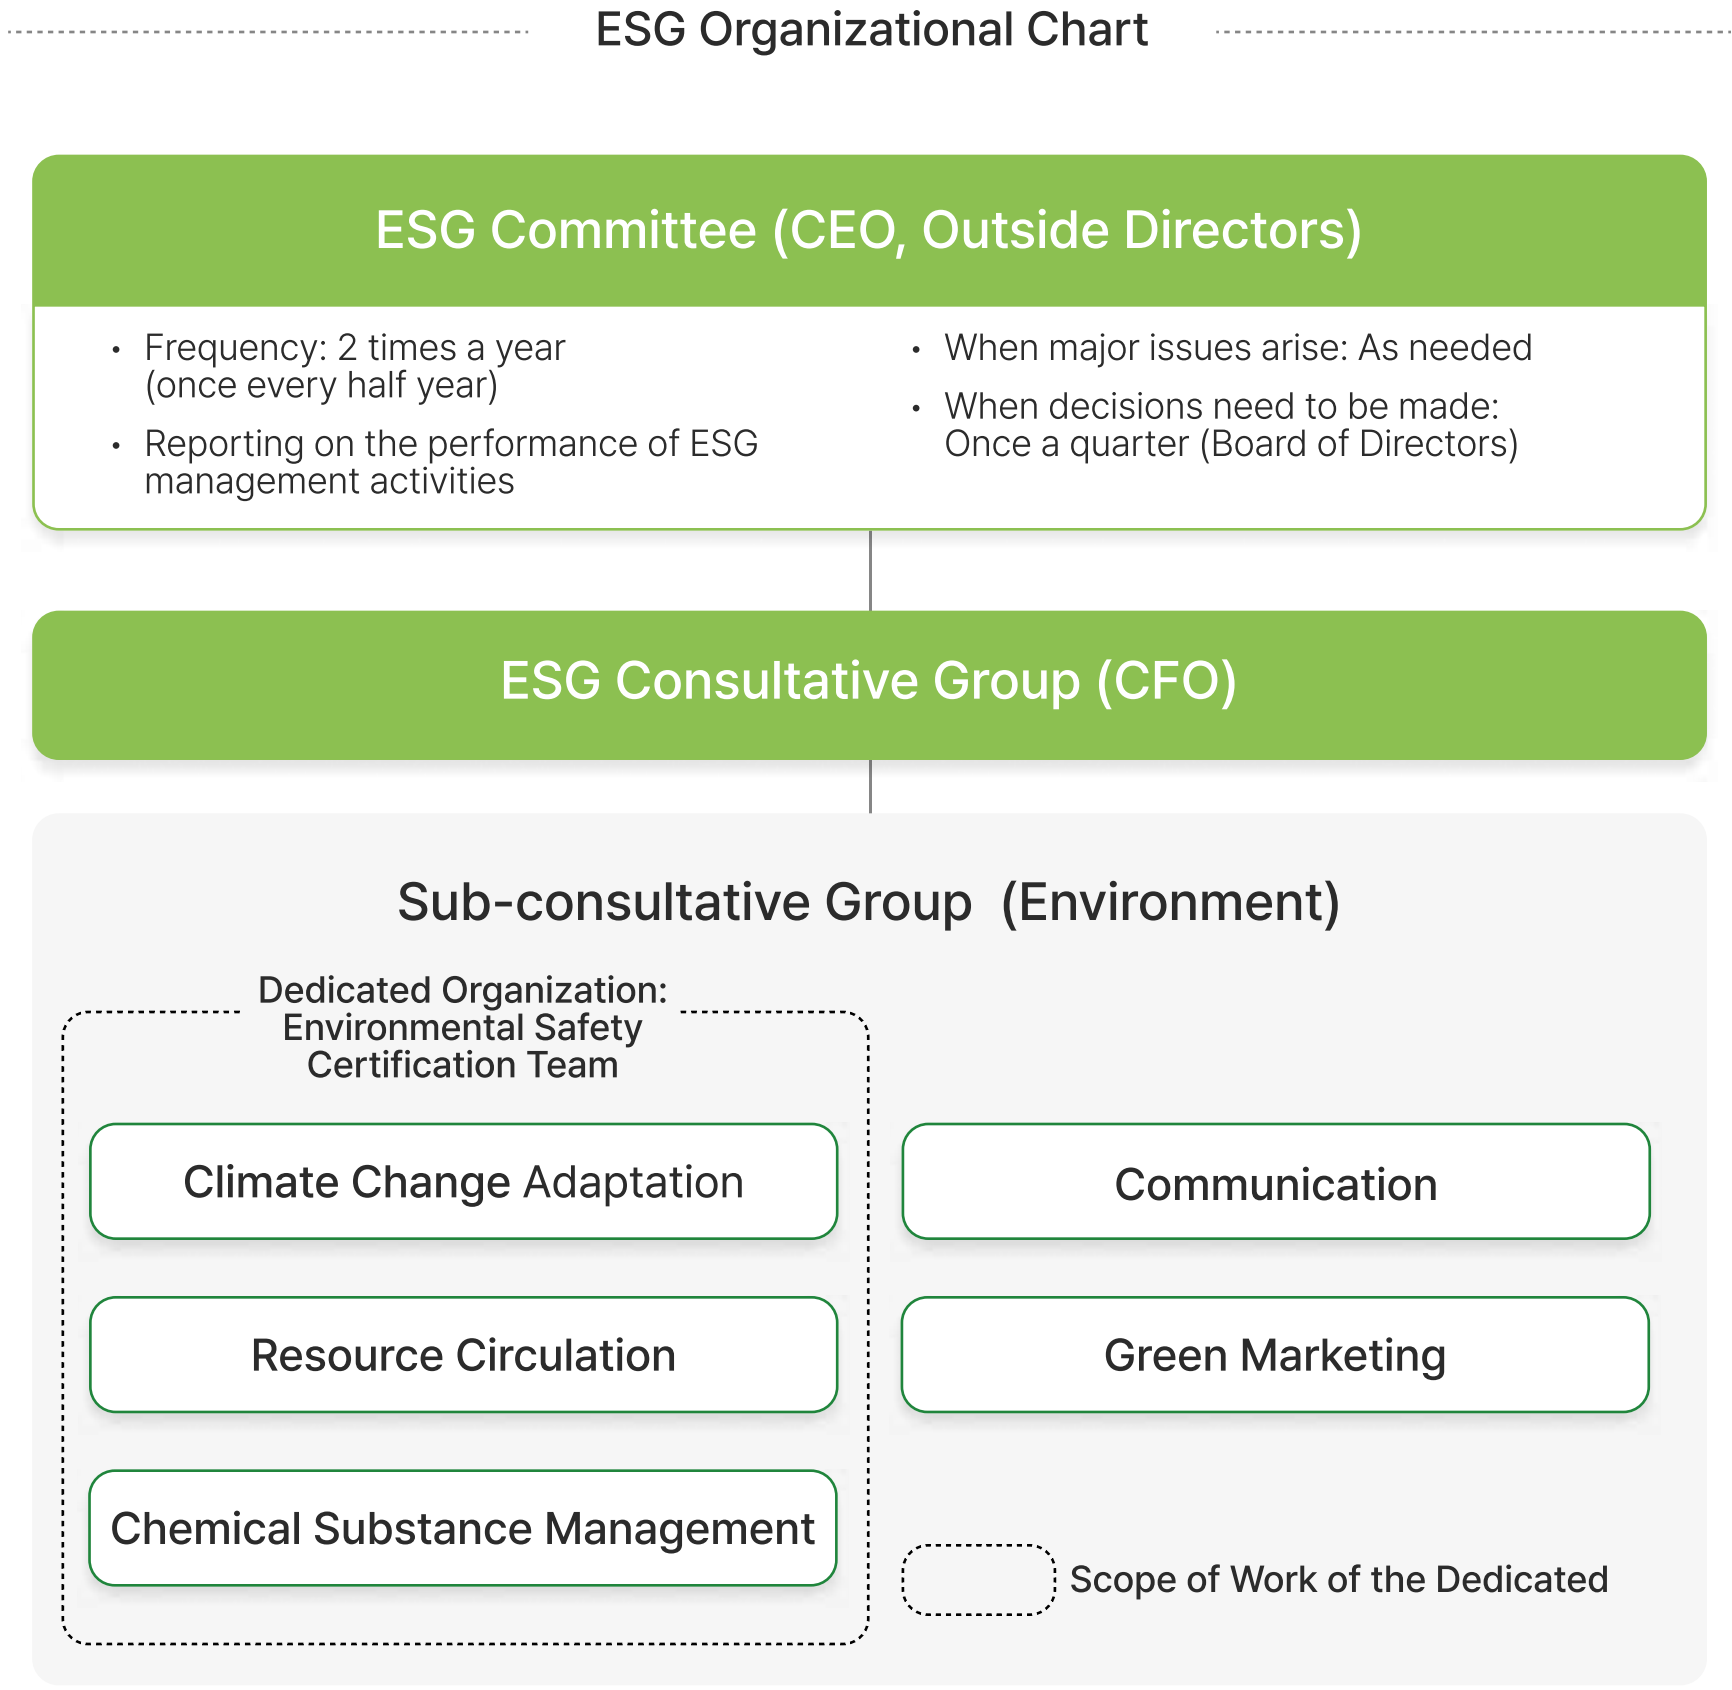 ESG Organizational Chart
ESG Committee (CEO, Outside Directors)
• Frequency: 2 times a year
(once every half year)
• Reporting on the performance of ESG
management activities
• When major issues arise: As needed
• When decisions need to be made:
Once a quarter (Board of Directors)
ESG Consultative Group (CFO)
Sub-consultative Group (Environment)
Dedicated Organization:
Environmental Safety
Certification Team
Climate Change Adaptation
Resource Circulation
Chemical Substance Management
Communication
Green Marketing
Scope of Work of the Dedicated